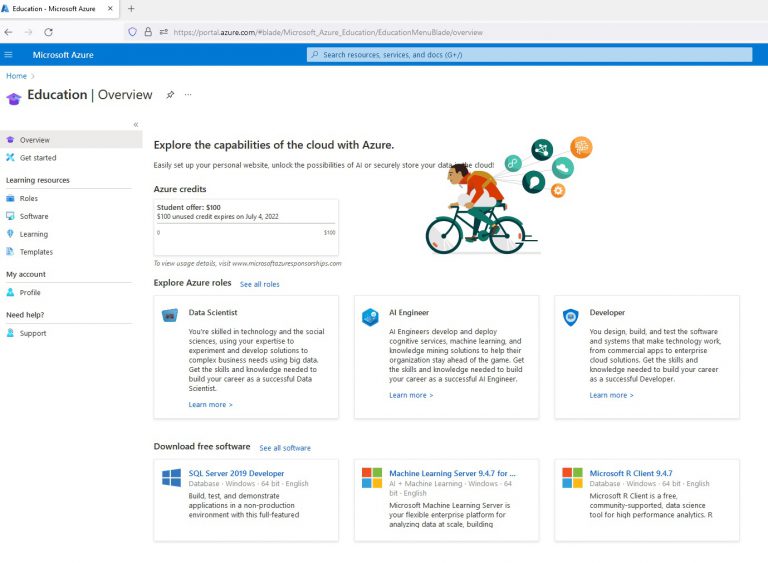 Education - Microsoft Azure
https://portal.azure.com/#blade/Microsoft_Azure_Education/EducationMenuBlade/overview
Microsoft Azure
Search resources, services, and docs (G+/)
Home
Education | Overview
Overview
Get started
Learning resources
Roles
Software
Learning
Templates
My account
Profile
Need help?
Support
Explore the capabilities of the cloud with Azure.
Easily set up your personal website, unlock the possibilities of AI or securely store your data in the cloud!
Azure credits
Student offer: $100
$100 unused credit expires on July 4, 2022
0 $100
To view usage details, visit www.microsoftazuresponsorships.com
Explore Azure roles See all roles
Data Scientist
You're skilled in technology and the social
sciences, using your expertise to
experiment and develop solutions to
complex business needs using big data.
Get the skills and knowledge needed to
build your career as a successful Data
Scientist.
Learn more >
AI Engineer
AI Engineers develop and deploy
cognitive services, machine learning, and
knowledge mining solutions to help their
organization stay ahead of the game. Get
the skills and knowledge needed to build
your career as a successful AI Engineer.
Learn more >
Developer
You design, build, and test the software
and systems that make technology work,
from commercial apps to enterprise
cloud solutions. Get the skills and
knowledge needed to build your career
as a successful Developer.
Learn more >
Download free software See all software
SQL Server 2019 Developer
Database · Windows · 64 bit · English
Build, test, and demonstrate
applications in a non-production
environment with this full-featured
Machine Learning Server 9.4.7 for ...
AI + Machine Learning · Windows · 64
bit · English
Microsoft Machine Learning Server is
your flexible enterprise platform for
analyzing data at scale, building
Microsoft R Client 9.4.7
Database · Windows · 64 bit · English
Microsoft R Client is a free,
community-supported, data science
tool for high performance analytics. R